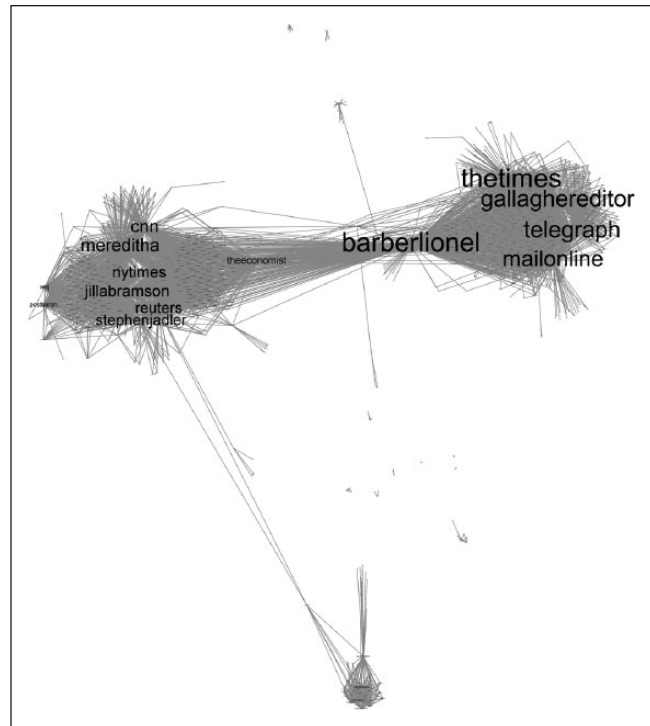 thetimes
gallaghereditor
cnn
telegraph
barberlionel
mereditha
mailonline
theeconomist
nytimes
jillabramson
reuters
stephenjadler